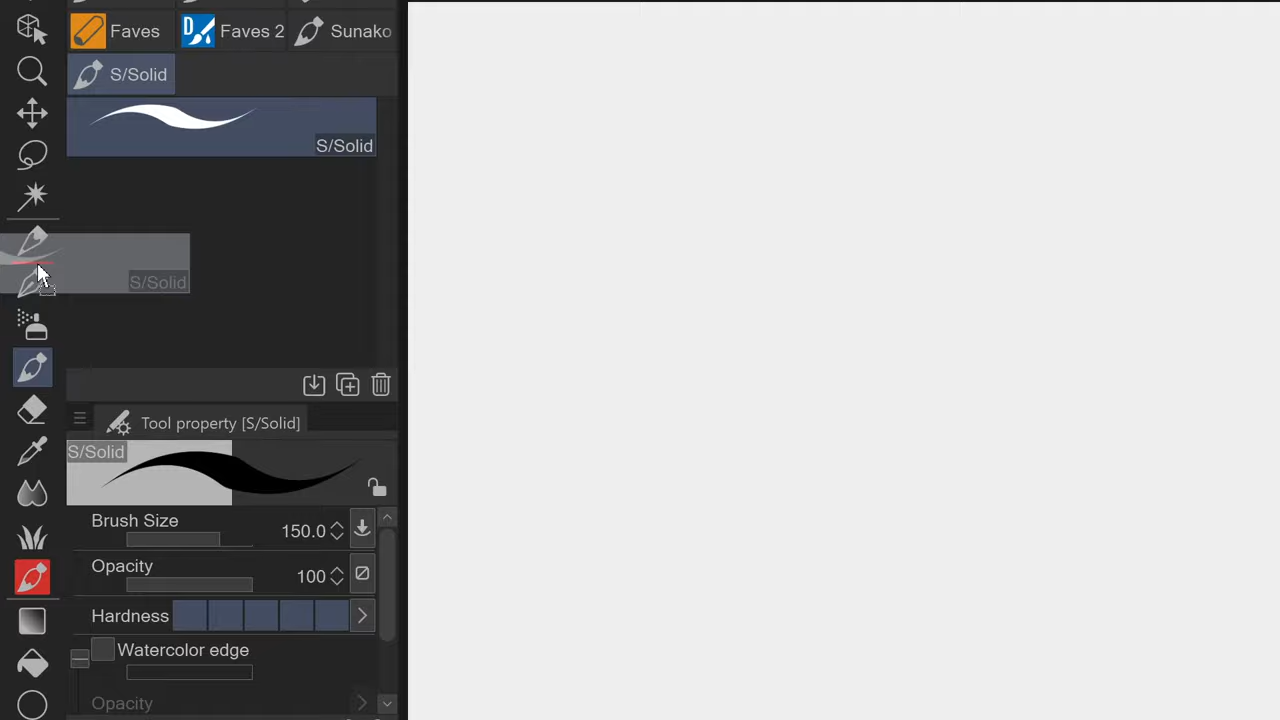 Faves
D
Faves 2
Sunako
S/Solid
S/Solid
S/Solid
Tool property [S/Solid]
S/Solid
Brush Size
150.0
Opacity
100
Hardness
Watercolor edge
Opacity